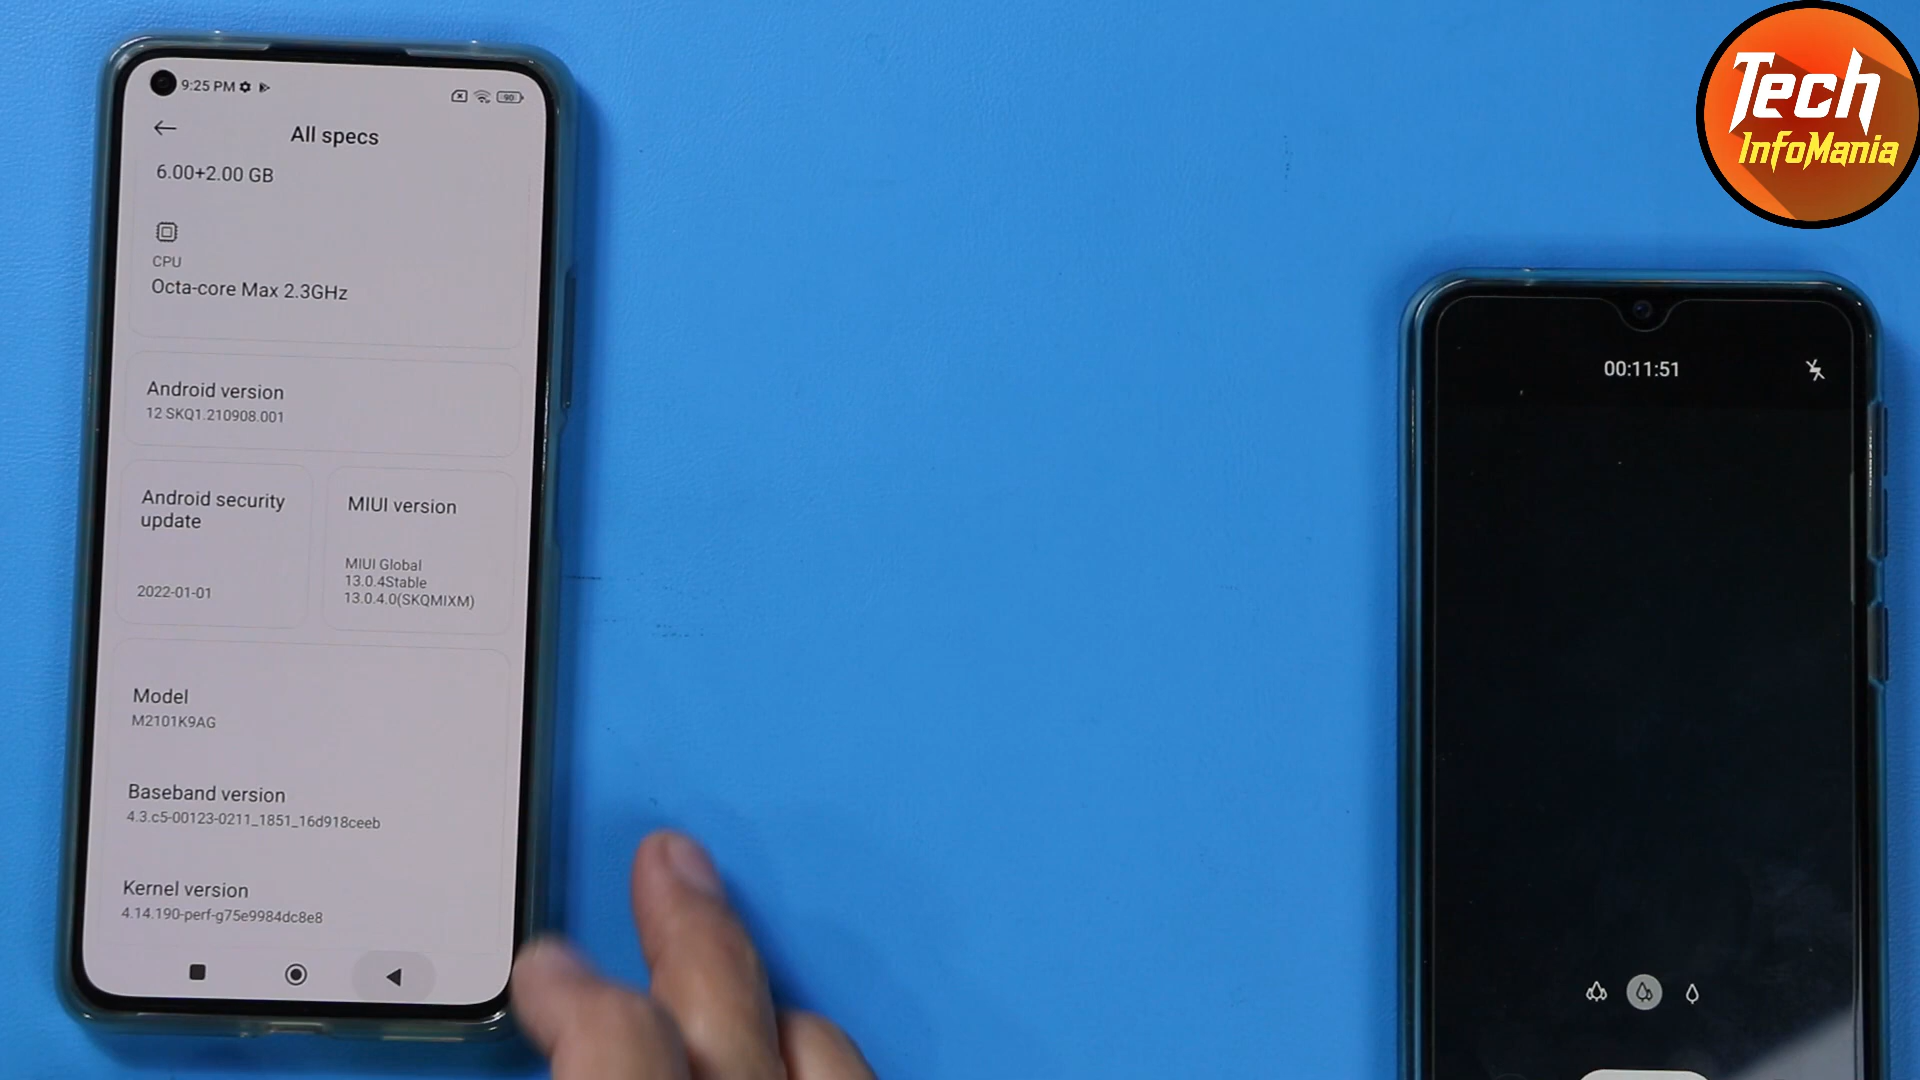 9:25 PM
90
All specs
6.00+2.00 GB
CPU
Octa-core Max 2.3GHz
Android version
12 SKQ1.210908.001
Android security
update
2022-01-01
MIUI version
MIUI Global
13.0.4Stable
13.0.4.0(SKQMIXM)
Model
M2101K9AG
Baseband version
4.3.c5-00123-0211_1851_16d918ceeb
Kernel version
4.14.190-perf-g75e9984dc8e8
Tech
InfoMania
00:11:51